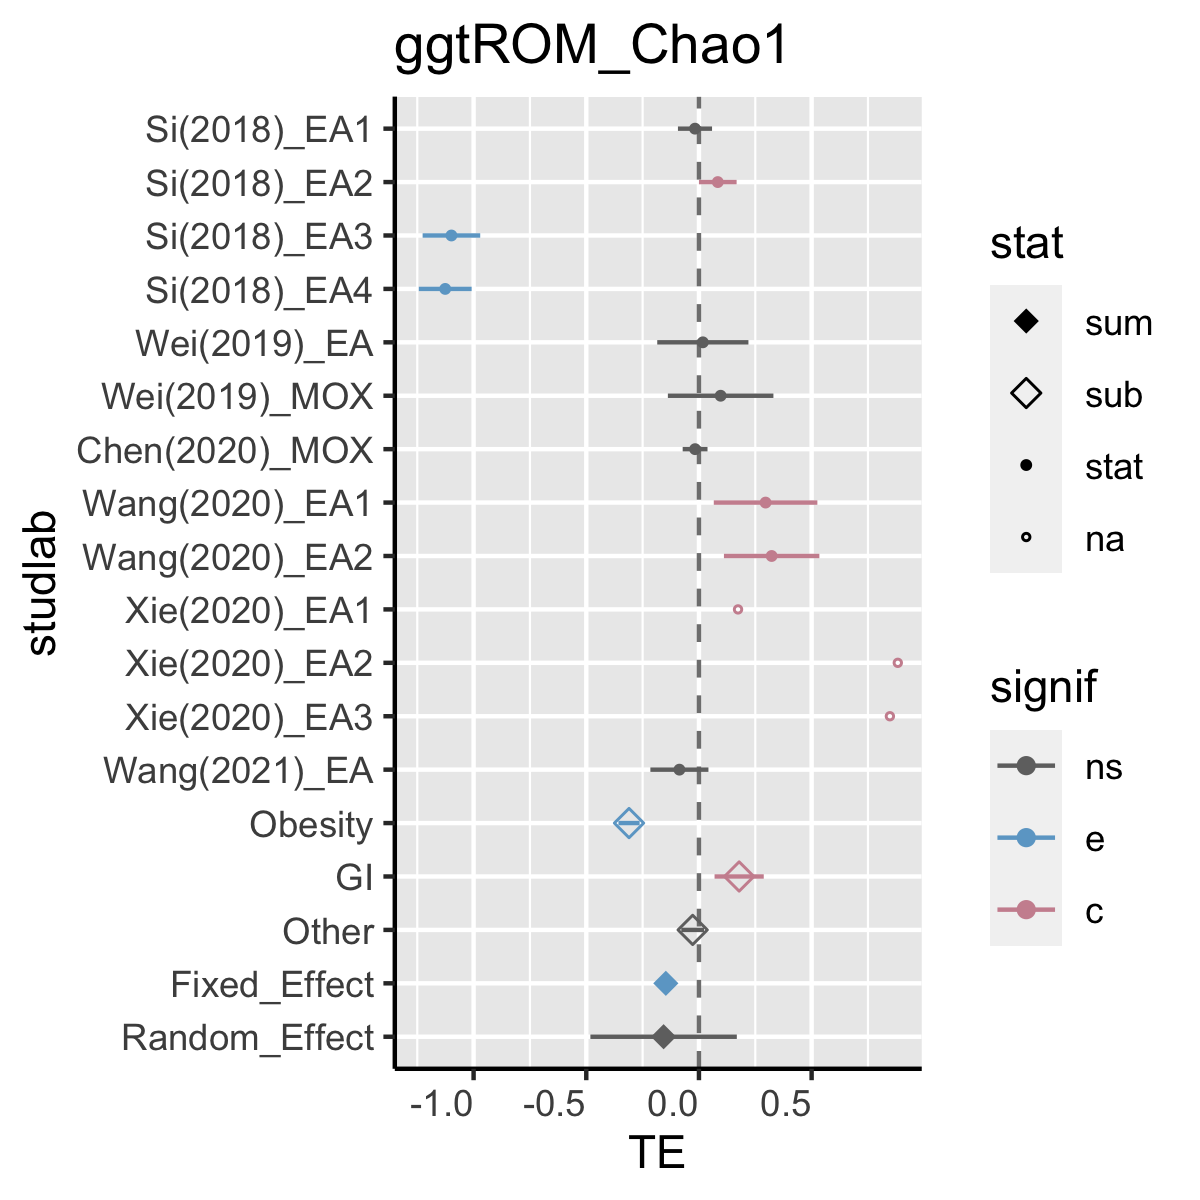 ggtROM_Chao1
studlab
Si(2018)_EA1
Si(2018)_EA2
Si(2018)_EA3
Si(2018)_EA4
Wei(2019)_EA
Wei(2019)_MOX
Chen(2020)_MOX
Wang(2020)_EA1
Wang(2020)_EA2
Xie(2020)_EA1
Xie(2020)_EA2
Xie(2020)_EA3
Wang(2021)_EA
Obesity
GI
Other
Fixed_Effect
Random_Effect
-1.0 -0.5 0.0 0.5
TE
stat
sum
sub
stat
na
signif
ns
e
c